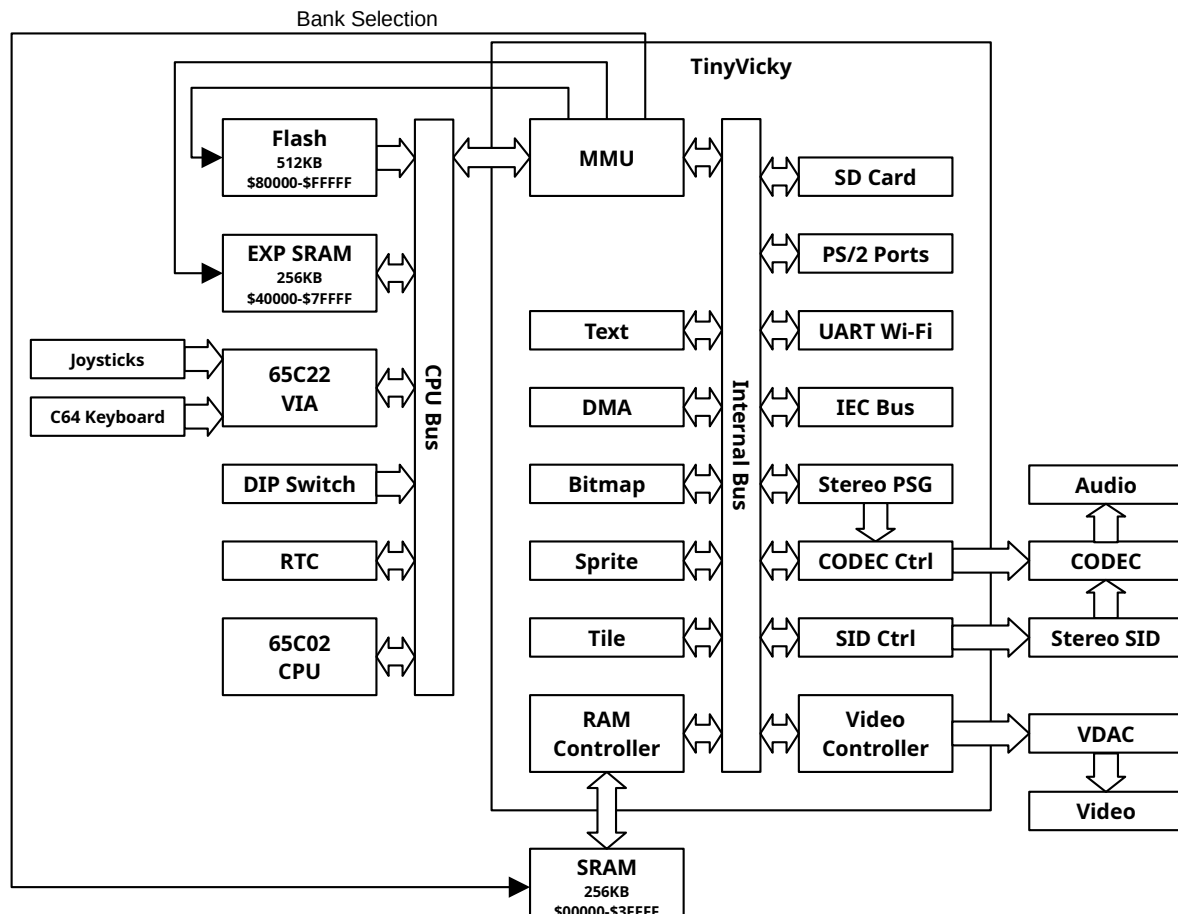 Bank Selection
TinyVicky
Flash
512KB
$80000-$FFFFF
MMU
SD Card
EXP SRAM
256KB
$40000-$7FFFF
PS/2 Ports
Text
UART Wi-Fi
Joysticks
C64 Keyboard
65C22
VIA
CPU Bus
DMA
Internal Bus
IEC Bus
DIP Switch
Bitmap
Stereo PSG
Audio
RTC
Sprite
CODEC Ctrl
CODEC
65C02
CPU
Tile
SID Ctrl
Stereo SID
RAM
Controller
Video
Controller
VDAC
Video
SRAM
256KB
$00000-$3FFFF